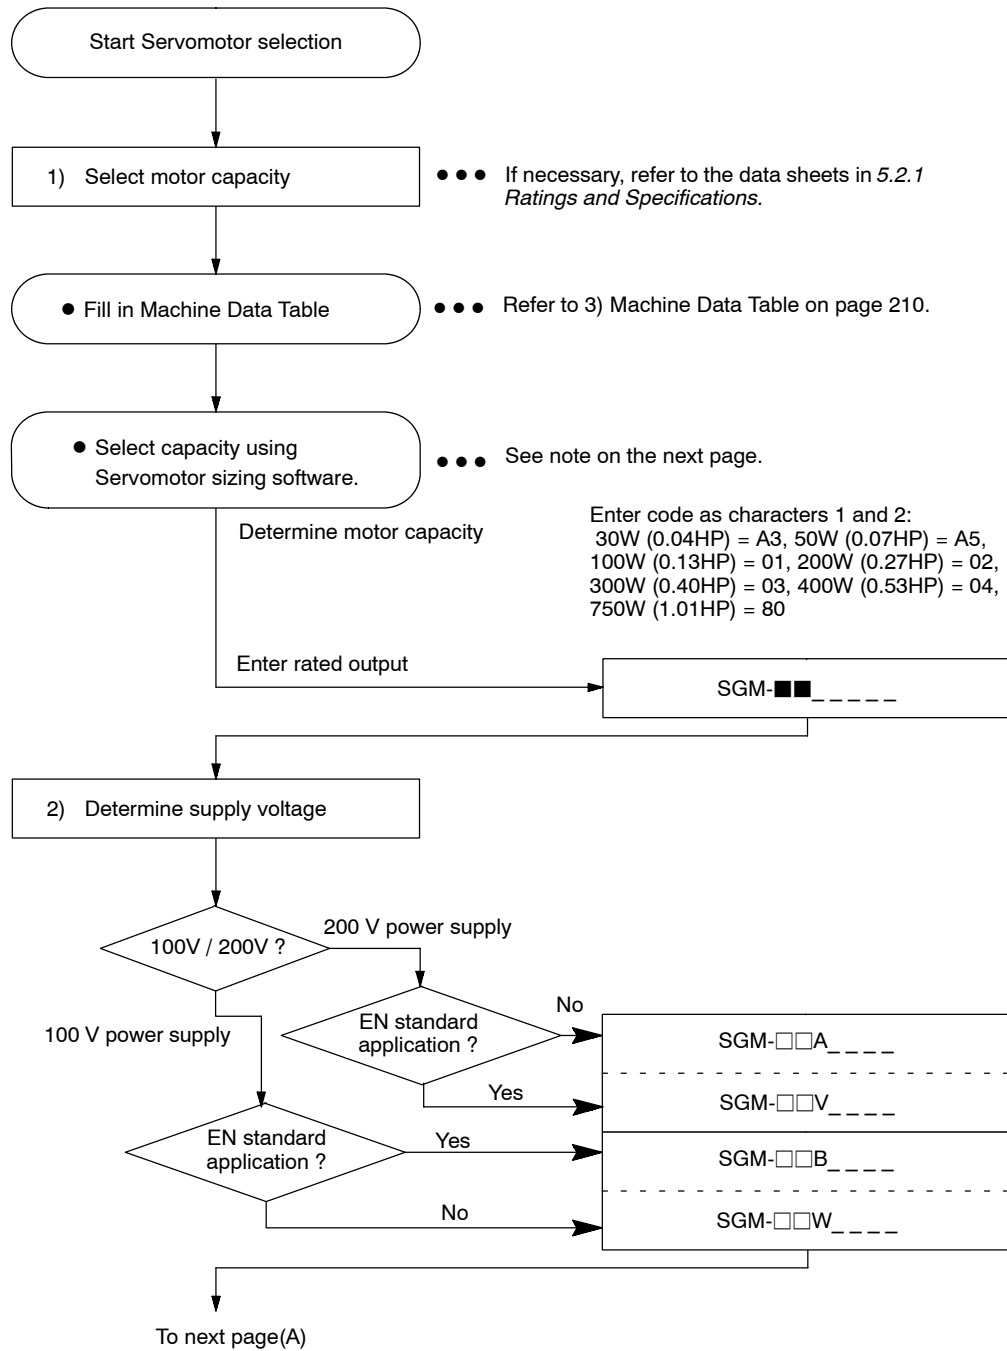 Start Servomotor selection
1) Select motor capacity
●●● If necessary, refer to the data sheets in 5.2.1
Ratings and Specifications.
● Fill in Machine Data Table
●●● Refer to 3) Machine Data Table on page 210.
● Select capacity using
Servomotor sizing software.
●●● See note on the next page.
Determine motor capacity
Enter code as characters 1 and 2:
30W (0.04HP) = A3, 50W (0.07HP) = A5,
100W (0.13HP) = 01, 200W (0.27HP) = 02,
300W (0.40HP) = 03, 400W (0.53HP) = 04,
750W (1.01HP) = 80
Enter rated output
SGM-■■_____
2) Determine supply voltage
100V / 200V ?
200 V power supply
100 V power supply
EN standard
application ?
No
Yes
SGM-□□A____
SGM-□□V____
EN standard
application ?
Yes
No
SGM-□□B____
SGM-□□W____
To next page(A)